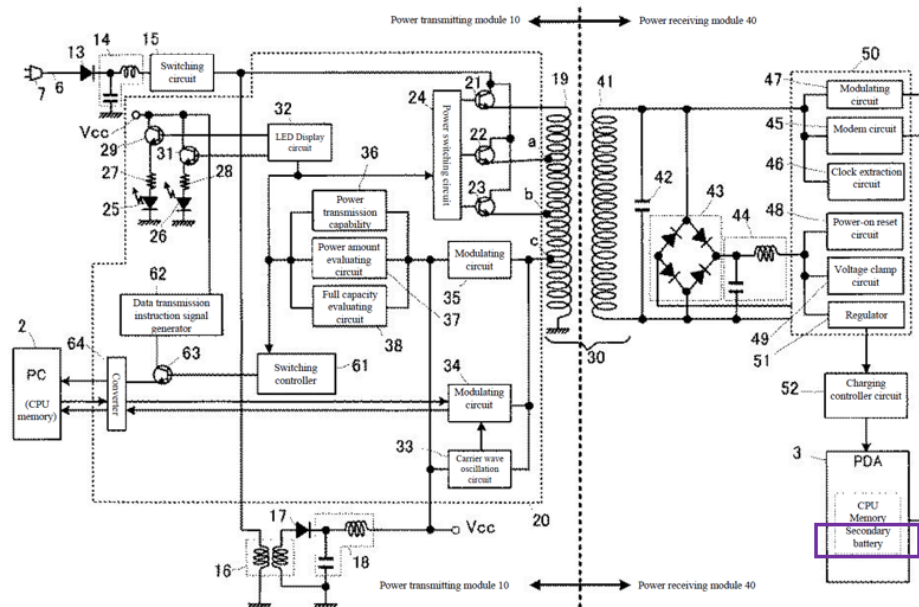 Power transmitting module 10
Power receiving module 40
13
14
15
Switching
circuit
7
6
Vcc
29
31
27
28
25
26
32
LED Display
circuit
24
Power switching circuit
21
22
23
19
41
a
b
c
30
36
Power
transmission
capability
Power amount
evaluating
circuit
37
Full capacity
evaluating
circuit
38
Modulating
circuit
35
62
Data transmission
instruction signal
generator
2
PC
(CPU
memory)
64
Converter
63
Switching
controller
61
34
Modulating
circuit
33
Carrier wave
oscillation
circuit
20
16
17
18
Vcc
42
43
44
50
47
Modulating
circuit
45
Modem circuit
46
Clock extraction
circuit
48
Power-on reset
circuit
Voltage clamp
circuit
49
Regulator
51
52
Charging
controller circuit
3
PDA
CPU
Memory
Secondary
battery
Power transmitting module 10
Power receiving module 40